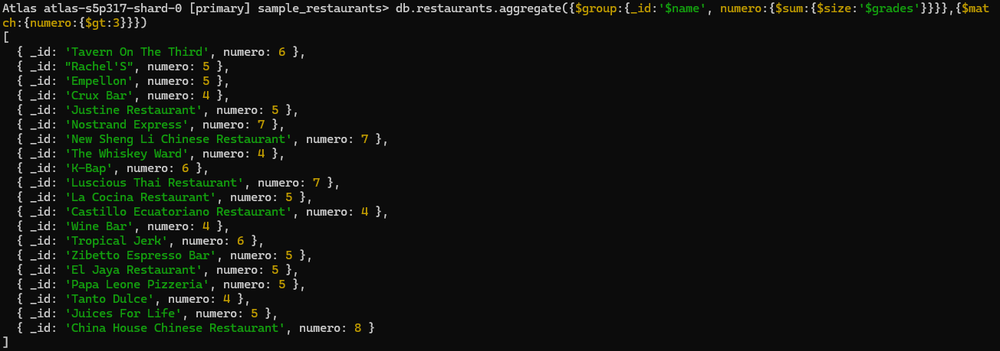 Atlas atlas-s5p317-shard-0 [primary] sample_restaurants> db.restaurants.aggregate({$group:{_id:'$name', numero:{$sum:{$size:'$grades'}}}},{$mat
ch:{numero:{$gt:3}}})
[
  { _id: 'Tavern On The Third', numero: 6 },
  { _id: "Rachel'S", numero: 5 },
  { _id: 'Empellon', numero: 5 },
  { _id: 'Crux Bar', numero: 4 },
  { _id: 'Justine Restaurant', numero: 5 },
  { _id: 'Nostrand Express', numero: 7 },
  { _id: 'New Sheng Li Chinese Restaurant', numero: 7 },
  { _id: 'The Whiskey Ward', numero: 4 },
  { _id: 'K-Bap', numero: 6 },
  { _id: 'Luscious Thai Restaurant', numero: 7 },
  { _id: 'La Cocina Restaurant', numero: 5 },
  { _id: 'Castillo Ecuatoriano Restaurant', numero: 4 },
  { _id: 'Wine Bar', numero: 4 },
  { _id: 'Tropical Jerk', numero: 6 },
  { _id: 'Zibetto Espresso Bar', numero: 5 },
  { _id: 'El Jaya Restaurant', numero: 5 },
  { _id: 'Papa Leone Pizzeria', numero: 5 },
  { _id: 'Tanto Dulce', numero: 4 },
  { _id: 'Juices For Life', numero: 5 },
  { _id: 'China House Chinese Restaurant', numero: 8 }
]